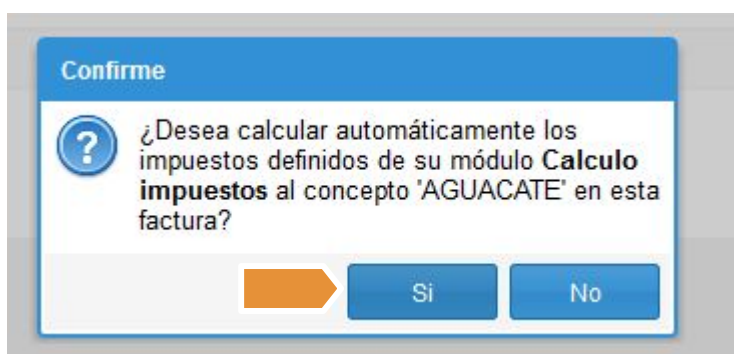 Confirme
¿Desea calcular automáticamente los
impuestos definidos de su módulo Calculo
impuestos al concepto 'AGUACATE' en esta
factura?
Si
No